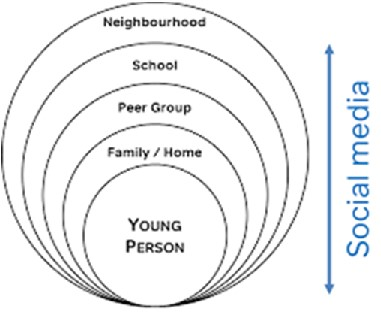 Neighbourhood
School
Peer Group
Family / Home
YOUNG
PERSON
Social media